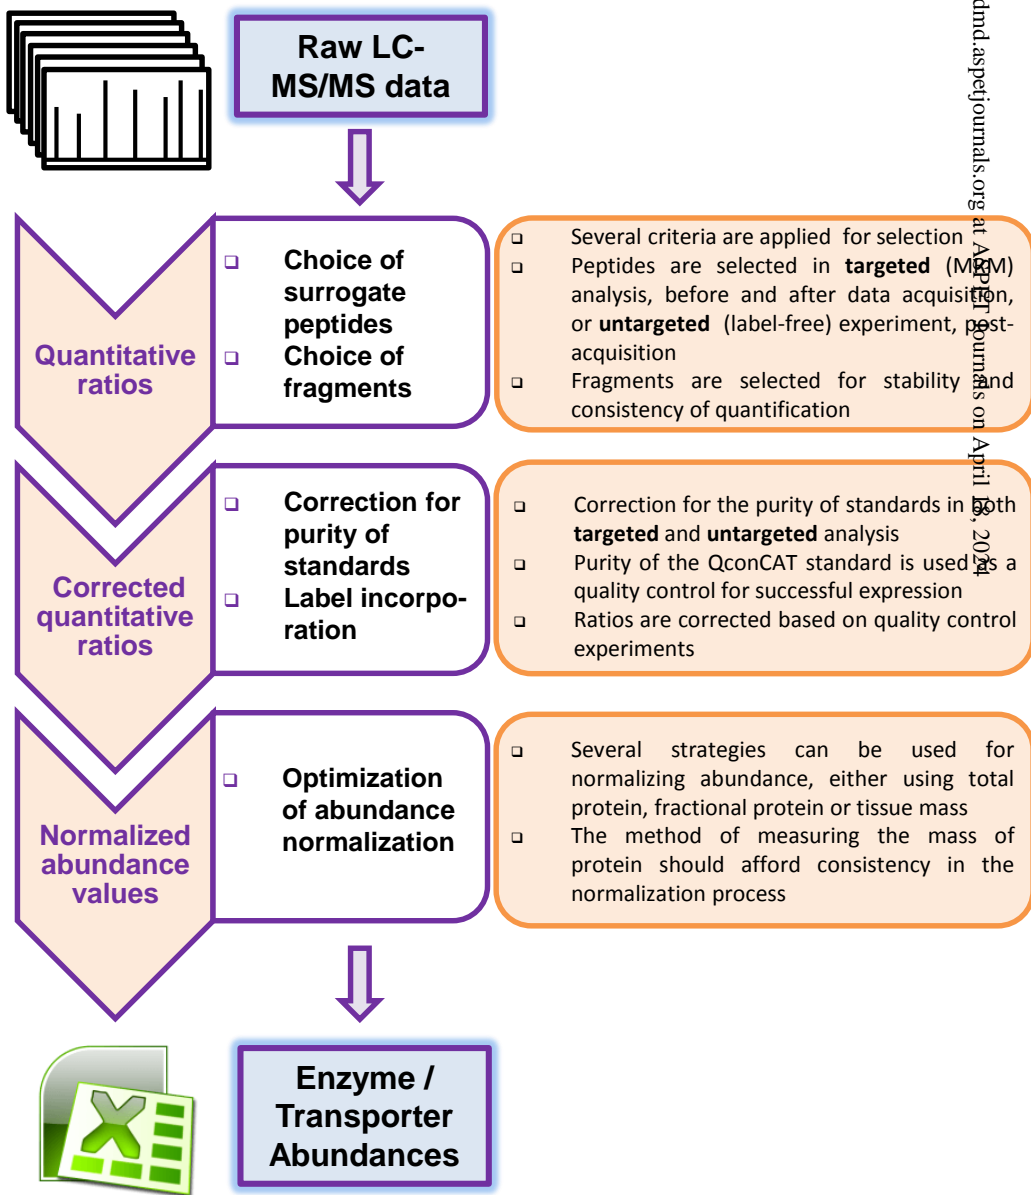 Raw LC-
MS/MS data
Quantitative
ratios
❑ Choice of
surrogate
peptides
❑ Choice of
fragments
❑ Several criteria are applied for selection
❑ Peptides are selected in targeted (MRM)
analysis, before and after data acquisition,
or untargeted (label-free) experiment, post-
acquisition
❑ Fragments are selected for stability and
consistency of quantification
Corrected
quantitative
ratios
❑ Correction for
purity of
standards
❑ Label incorpo-
ration
❑ Correction for the purity of standards in both
targeted and untargeted analysis
❑ Purity of the QconCAT standard is used as a
quality control for successful expression
❑ Ratios are corrected based on quality control
experiments
Normalized
abundance
values
❑ Optimization
of abundance
normalization
❑ Several strategies can be used for
normalizing abundance, either using total
protein, fractional protein or tissue mass
❑ The method of measuring the mass of
protein should afford consistency in the
normalization process
Enzyme /
Transporter
Abundances
X
dmd.aspetjournals.org at ASPET Journals on April 18, 2024